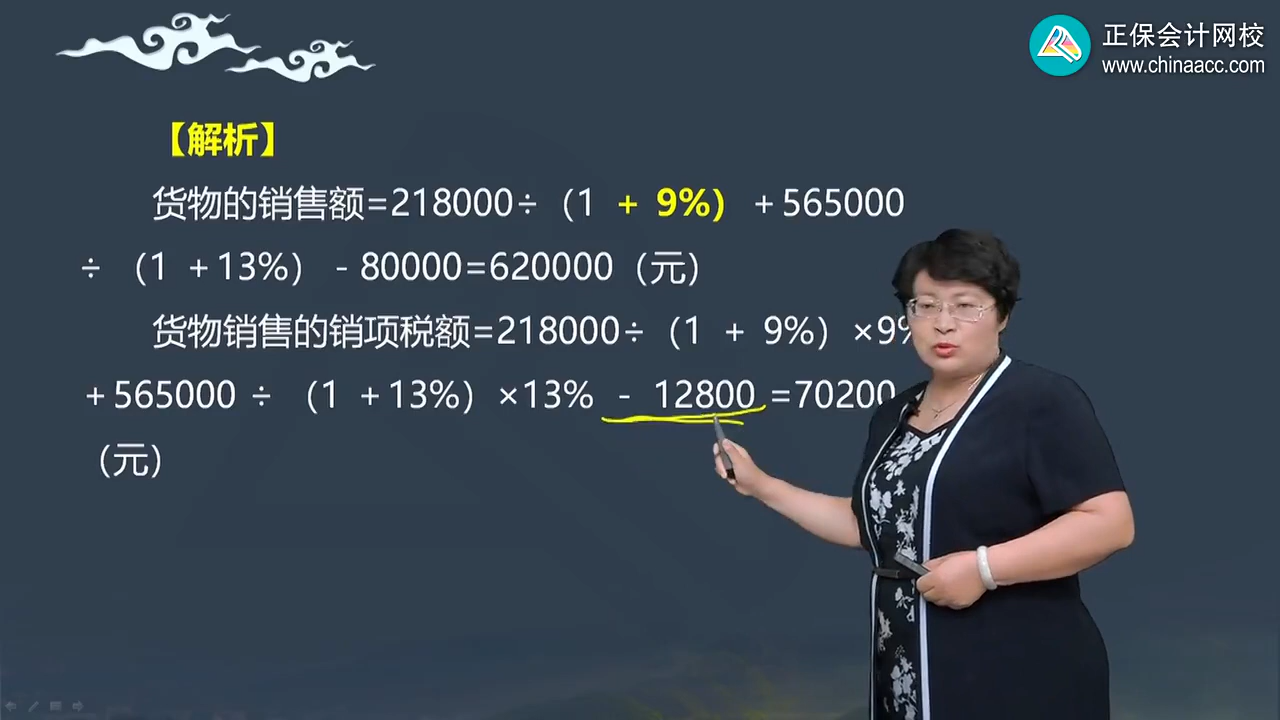 正保会计网校
www.chinaacc.com
【解析】
货物的销售额=218000÷（1 + 9%）+565000
÷（1 +13%）-80000=620000（元）
货物销售的销项税额=218000÷（1 + 9%）×9%
+565000 ÷（1 +13%）×13% - 12800 =70200
（元）